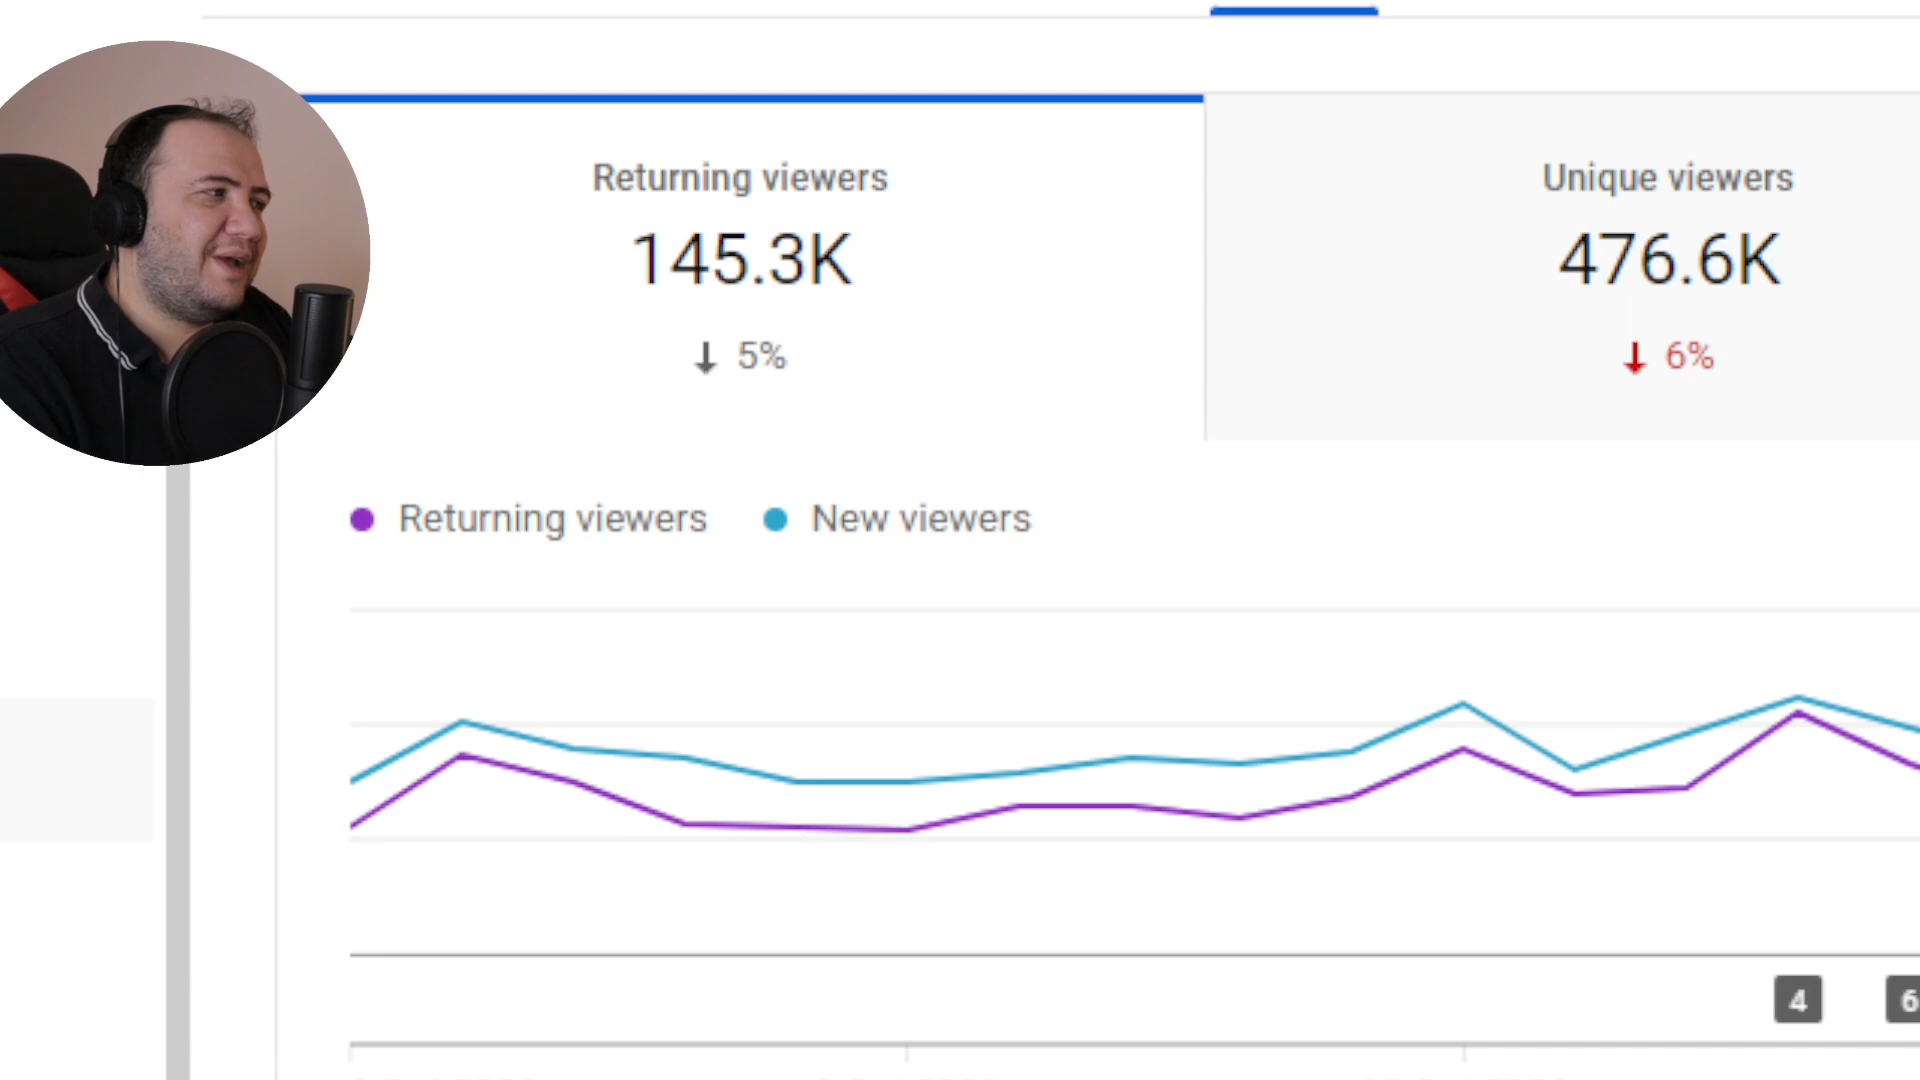 Returning viewers
145.3K
5%
Unique viewers
476.6K
6%
Returning viewers
New viewers
4
6